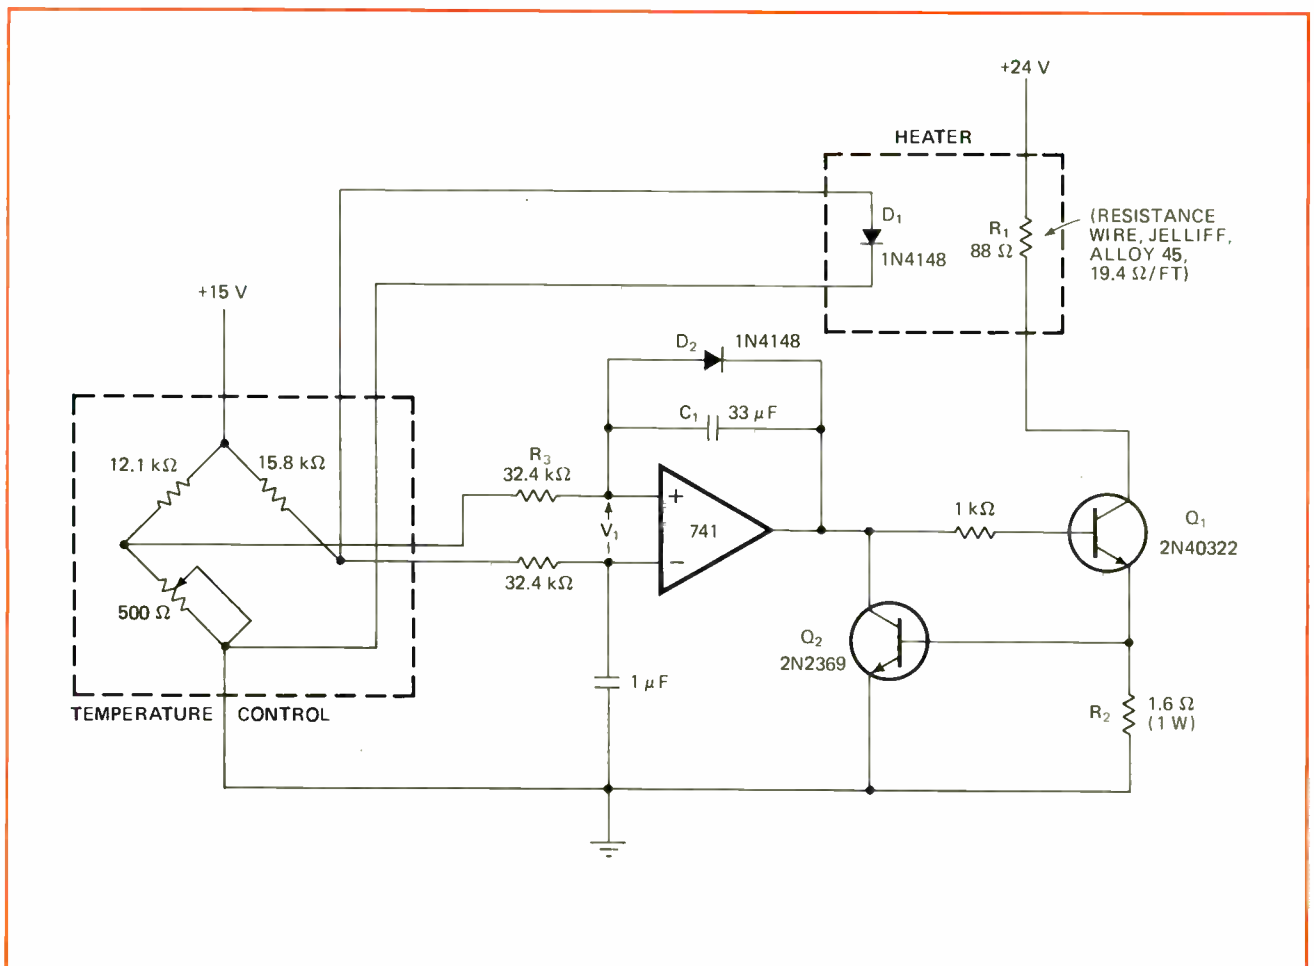 +24 V
HEATER
D₁
1N4148
R₁
88 Ω
(RESISTANCE
WIRE, JELLIFF,
ALLOY 45,
19.4 Ω/FT)
+15 V
D₂
1N4148
C₁
33 µF
12.1 kΩ
15.8 kΩ
R₃
32.4 kΩ
+
V₁
741
−
32.4 kΩ
1 kΩ
Q₁
2N40322
500 Ω
Q₂
2N2369
1 µF
R₂
1.6 Ω
(1 W)
TEMPERATURE CONTROL